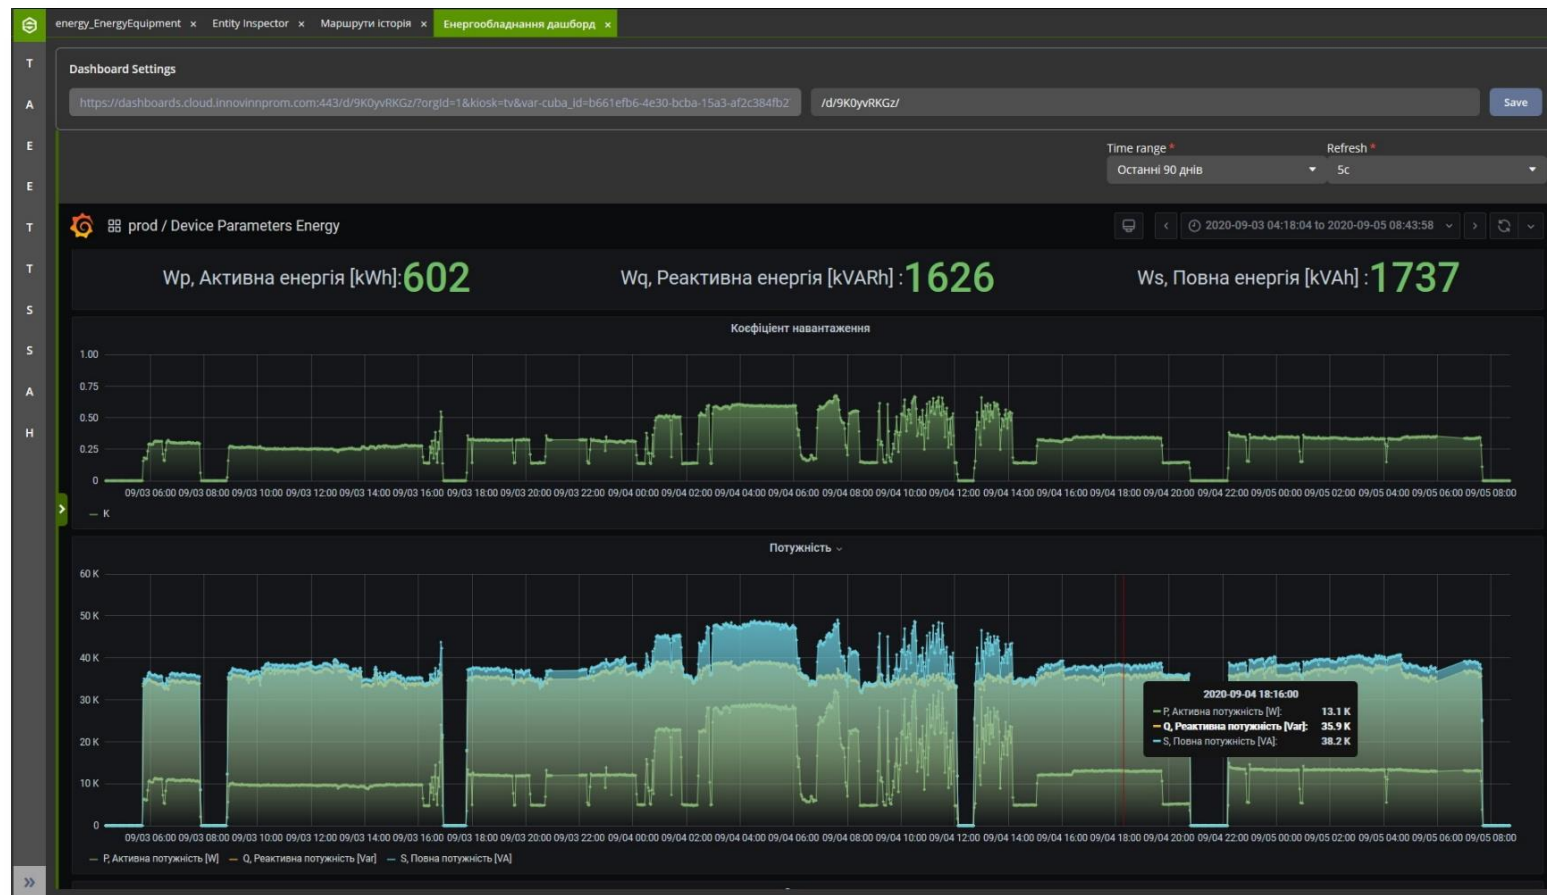 energy_EnergyEquipment × Entity Inspector × Маршрути історія × Енергообладнання дашборд ×
T
A
E
E
T
T
S
S
A
H
Dashboard Settings
https://dashboards.cloud.innovinnprom.com:443/d/9K0yvRKGz/?orgId=1&kiosk=tv&var-cuba_id=b661efb6-4e30-bcba-15a3-af2c384fb2 /d/9K0yvRKGz/ Save
Time range * Refresh *
Останні 90 днів 5c
prod / Device Parameters Energy 2020-09-03 04:18:04 to 2020-09-05 08:43:58
Wp, Активна енергія [kWh]:602 Wq, Реактивна енергія [kVARh] :1626 Ws, Повна енергія [kVAh] :1737
Коефіцієнт навантаження
1.00
0.75
0.50
0.25
0
09/03 06:00 09/03 08:00 09/03 10:00 09/03 12:00 09/03 14:00 09/03 16:00 09/03 18:00 09/03 20:00 09/03 22:00 09/04 00:00 09/04 02:00 09/04 04:00 09/04 06:00 09/04 08:00 09/04 10:00 09/04 12:00 09/04 14:00 09/04 16:00 09/04 18:00 09/04 20:00 09/04 22:00 09/05 00:00 09/05 02:00 09/05 04:00 09/05 06:00 09/05 08:00
K
Потужність
60 K
50 K
40 K
30 K
20 K
10 K
0
2020-09-04 18:16:00
P, Активна потужність [W]: 13.1 K
Q, Реактивна потужність [Var]: 35.9 K
S, Повна потужність [VA]: 38.2 K
09/03 06:00 09/03 08:00 09/03 10:00 09/03 12:00 09/03 14:00 09/03 16:00 09/03 18:00 09/03 20:00 09/03 22:00 09/04 00:00 09/04 02:00 09/04 04:00 09/04 06:00 09/04 08:00 09/04 10:00 09/04 12:00 09/04 14:00 09/04 16:00 09/04 18:00 09/04 20:00 09/04 22:00 09/05 00:00 09/05 02:00 09/05 04:00 09/05 06:00 09/05 08:00
P, Активна потужність [W] Q, Реактивна потужність [Var] S, Повна потужність [VA]